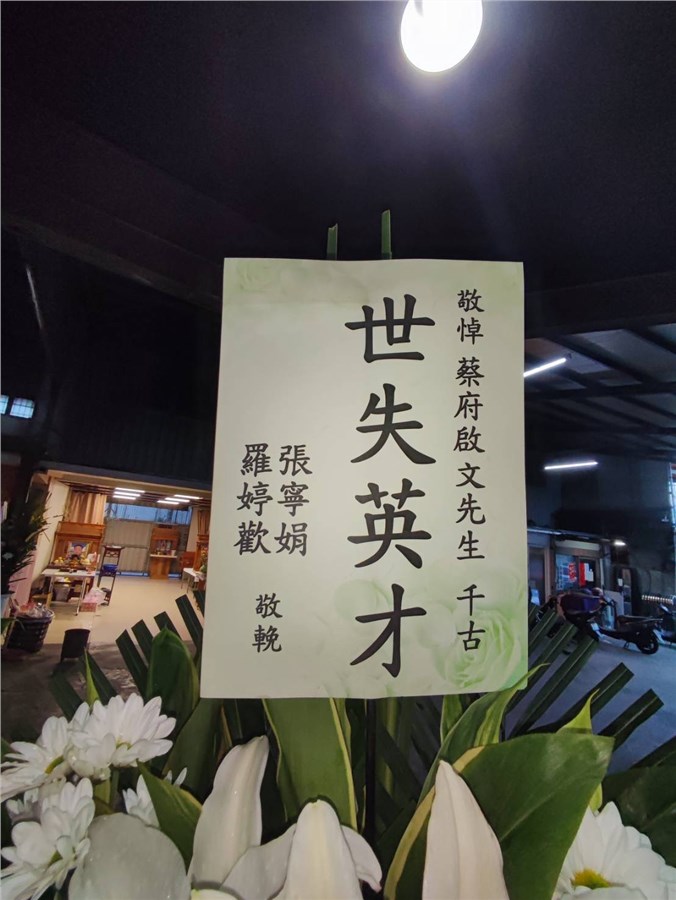 敬悼 蔡府啟文先生 千古
世失英才
張寧娟
羅婷歡
敬輓